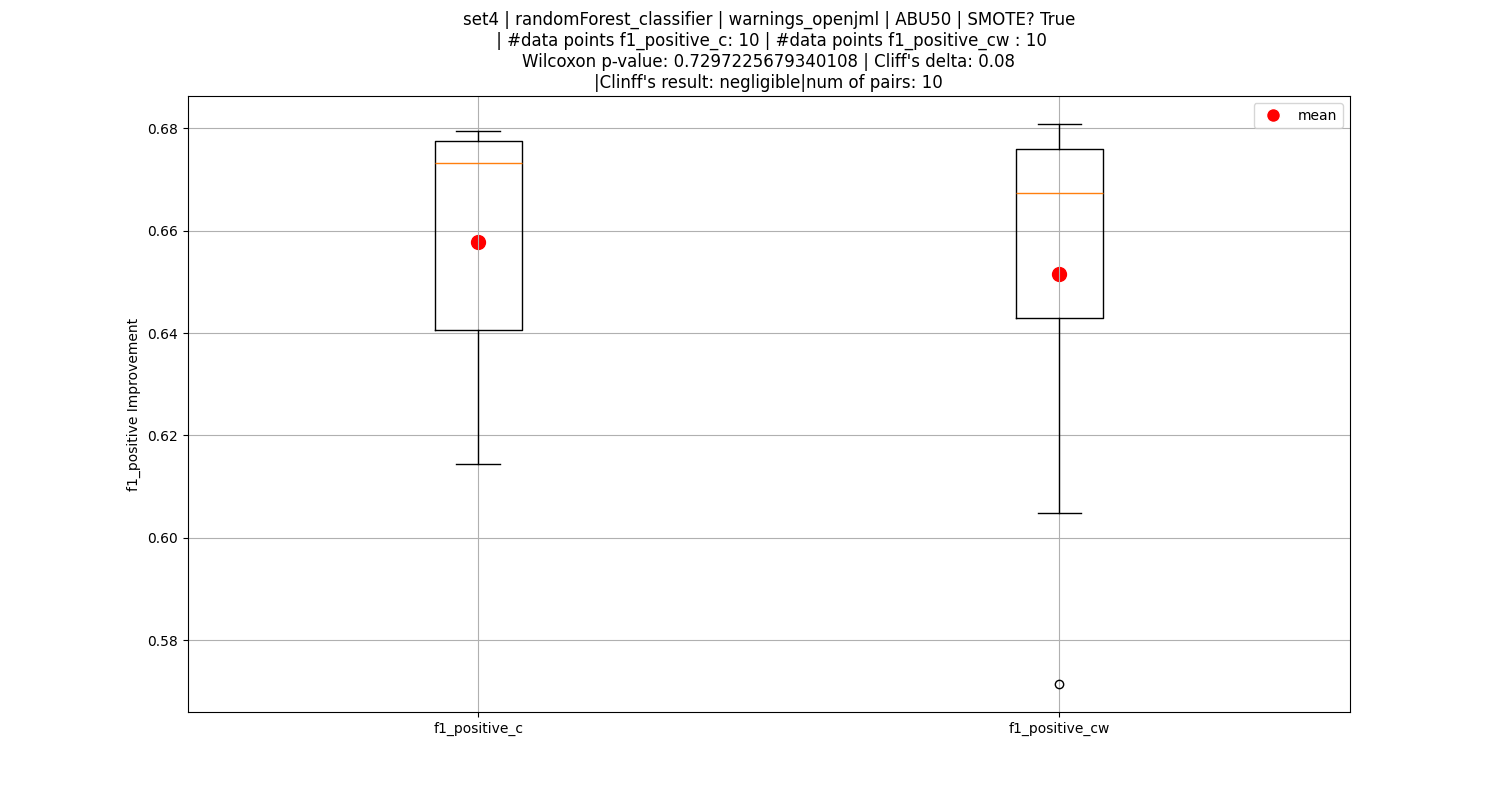 set4 | randomForest_classifier | warnings_openjml | ABU50 | SMOTE? True
| #data points f1_positive_c: 10 | #data points f1_positive_cw : 10
Wilcoxon p-value: 0.7297225679340108 | Cliff's delta: 0.08
|Clinff's result: negligible|num of pairs: 10
mean
0.68
0.66
0.64
0.62
0.60
0.58
f1_positive Improvement
f1_positive_c
f1_positive_cw